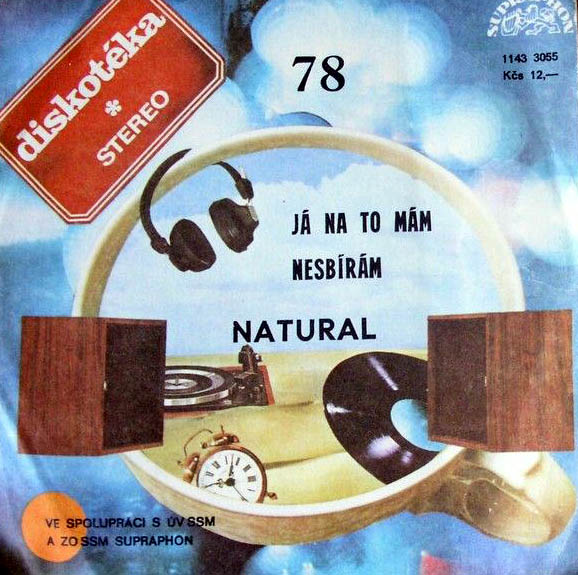 diskotéka
*
STEREO
78
SUPRAPHON
1143 3055
Kčs 12,—
JÁ NA TO MÁM
NESBÍRÁM
NATURAL
VE SPOLUPRÁCI S ÚV SSM
A ZO SSM SUPRAPHON